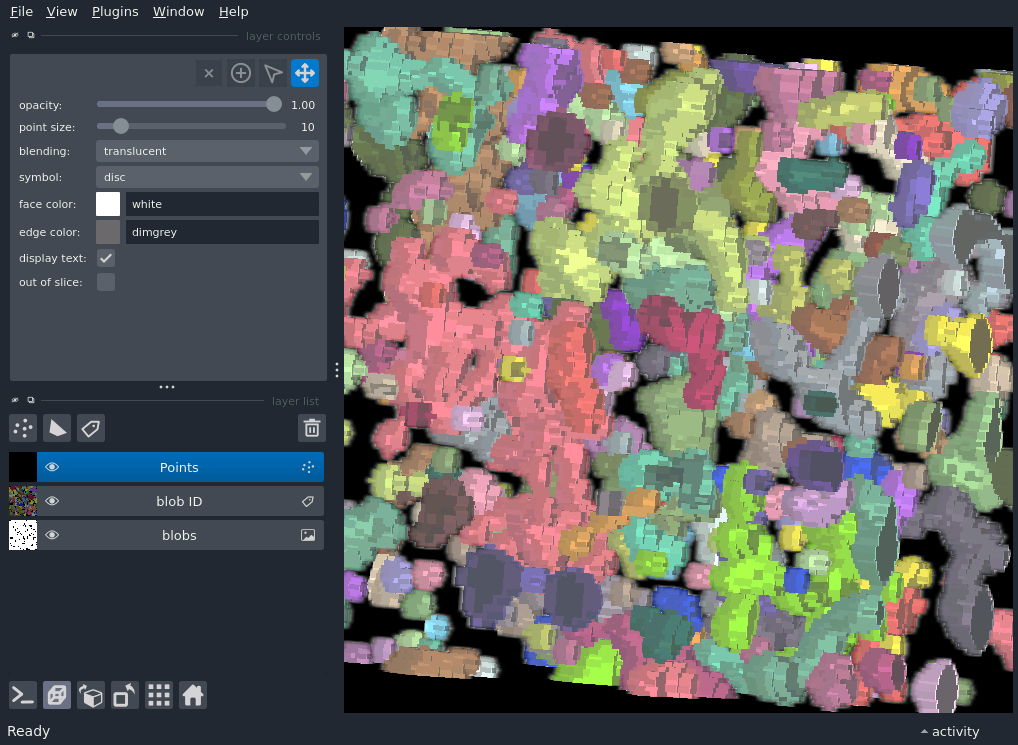 File View Plugins Window Help
layer controls
opacity: 1.00
point size: 10
blending: translucent
symbol: disc
face color: white
edge color: dimgrey
display text:
out of slice:
layer list
Points
blob ID
blobs
Ready activity